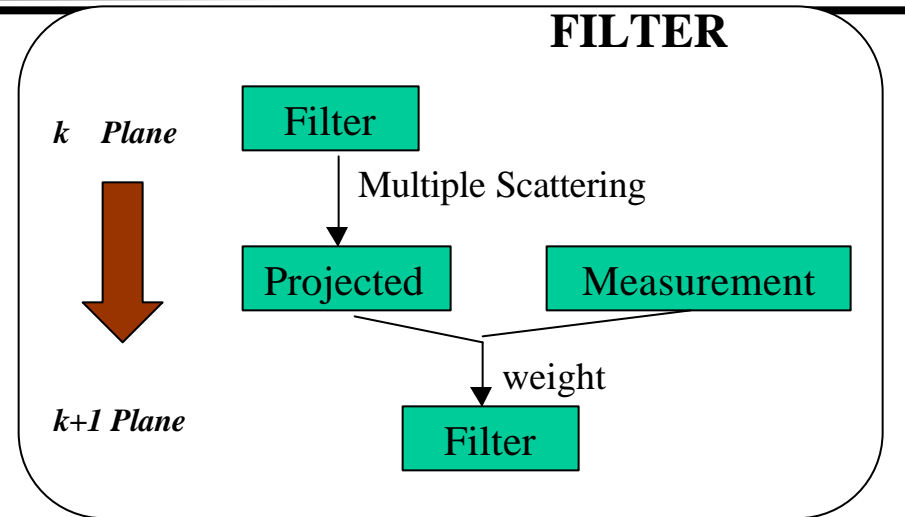 FILTER
k Plane
Filter
Multiple Scattering
Projected
Measurement
weight
k+1 Plane
Filter